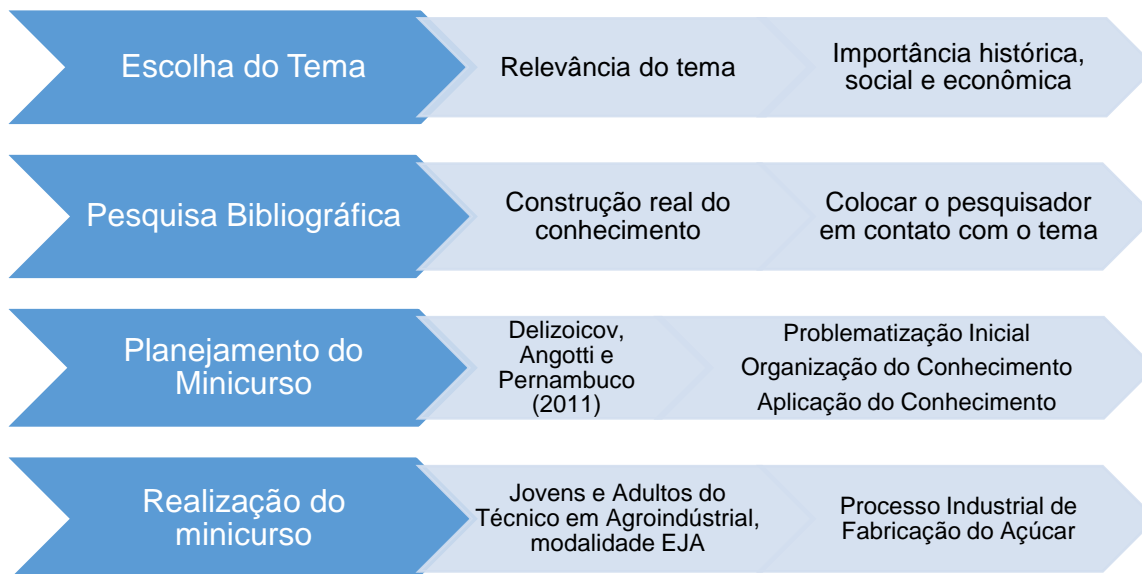 Escolha do Tema
Relevância do tema
Importância histórica,
social e econômica
Pesquisa Bibliográfica
Construção real do
conhecimento
Colocar o pesquisador
em contato com o tema
Planejamento do
Minicurso
Delizoicov,
Angotti e
Pernambuco
(2011)
Problematização Inicial
Organização do Conhecimento
Aplicação do Conhecimento
Realização do
minicurso
Jovens e Adultos do
Técnico em Agroindústrial,
modalidade EJA
Processo Industrial de
Fabricação do Açúcar